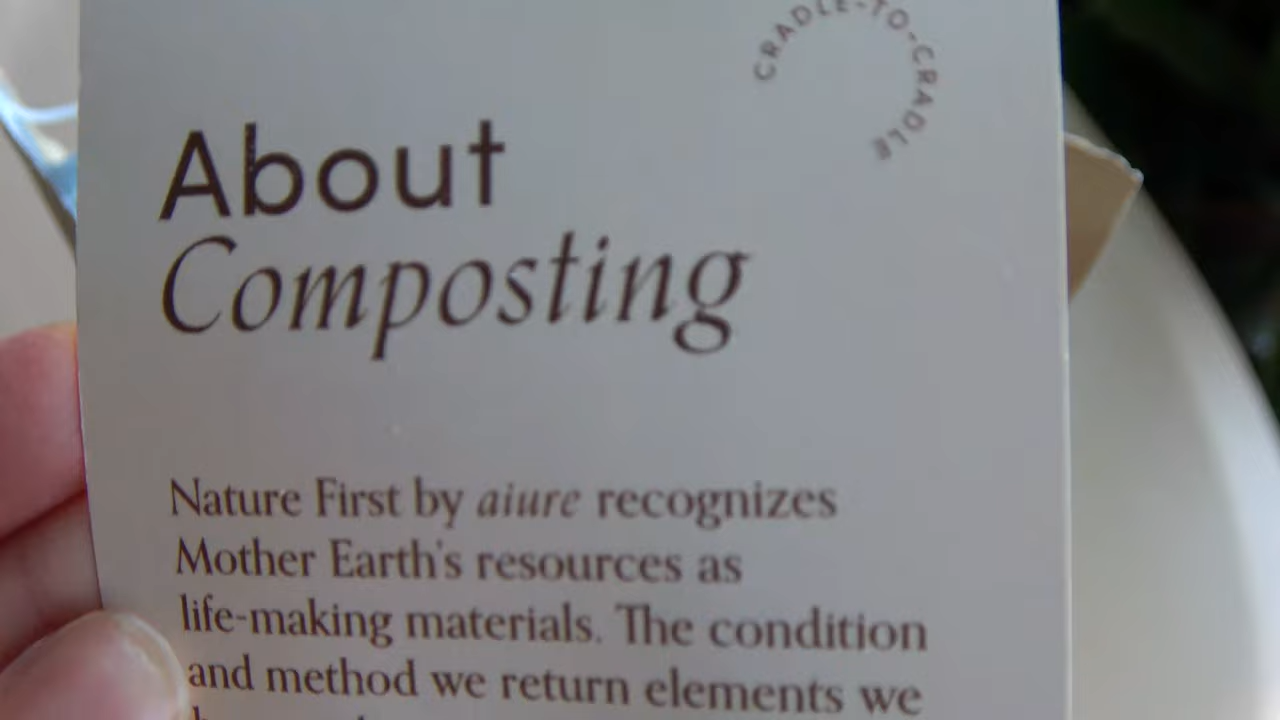 CRADLE-TO-CRADLE
About
Composting
Nature First by aiure recognizes
Mother Earth's resources as
life-making materials. The condition
and method we return elements we